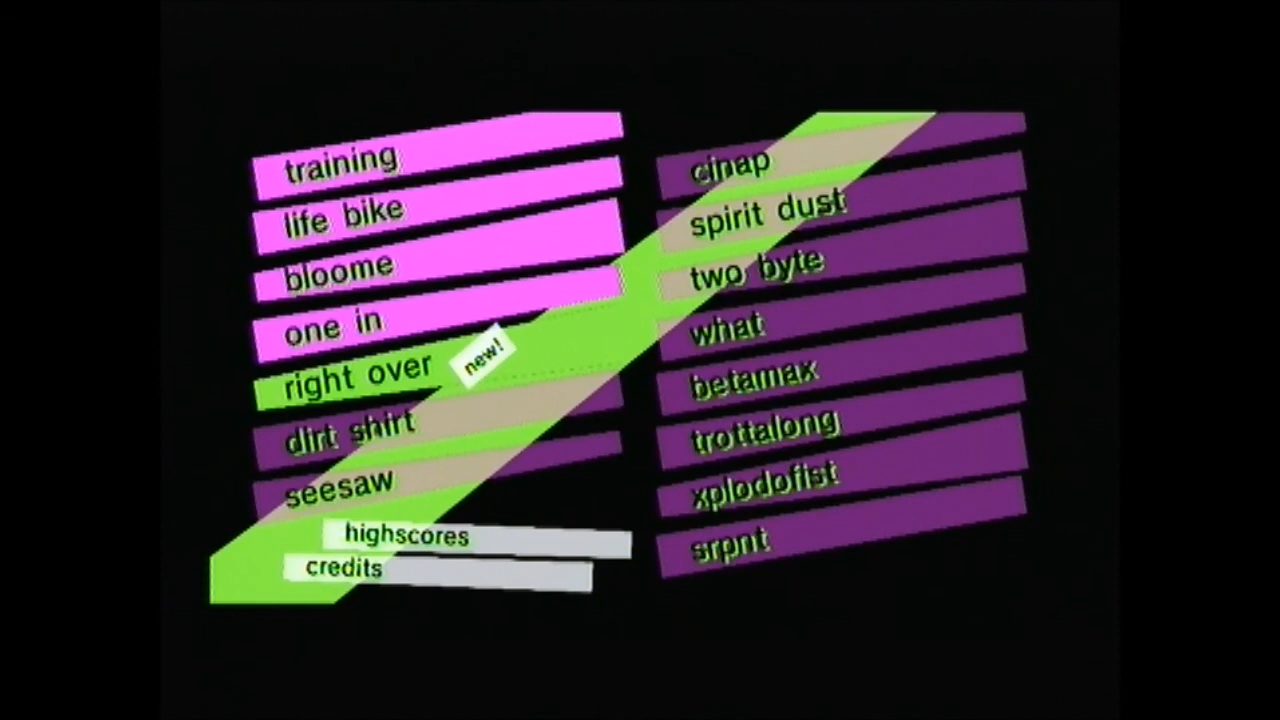 training
life bike
bloome
one in
right over
new!
dirt shirt
seesaw
highscores
credits
cinap
spirit dust
two byte
what
betamax
trottalong
xplodofist
srpnt